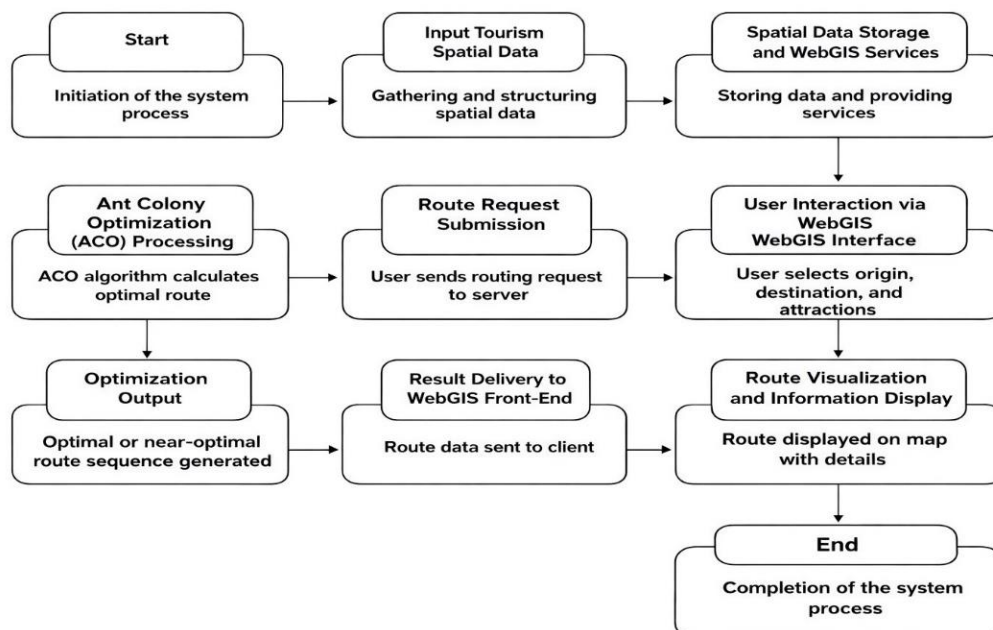 Start
Initiation of the system
process
Input Tourism
Spatial Data
Gathering and structuring
spatial data
Spatial Data Storage
and WebGIS Services
Storing data and providing
services
Ant Colony
Optimization
(ACO) Processing
ACO algorithm calculates
optimal route
Route Request
Submission
User sends routing request
to server
User Interaction via
WebGIS
WebGIS Interface
User selects origin,
destination, and
attractions
Optimization
Output
Optimal or near-optimal
route sequence generated
Result Delivery to
WebGIS Front-End
Route data sent to client
Route Visualization
and Information Display
Route displayed on map
with details
End
Completion of the system
process